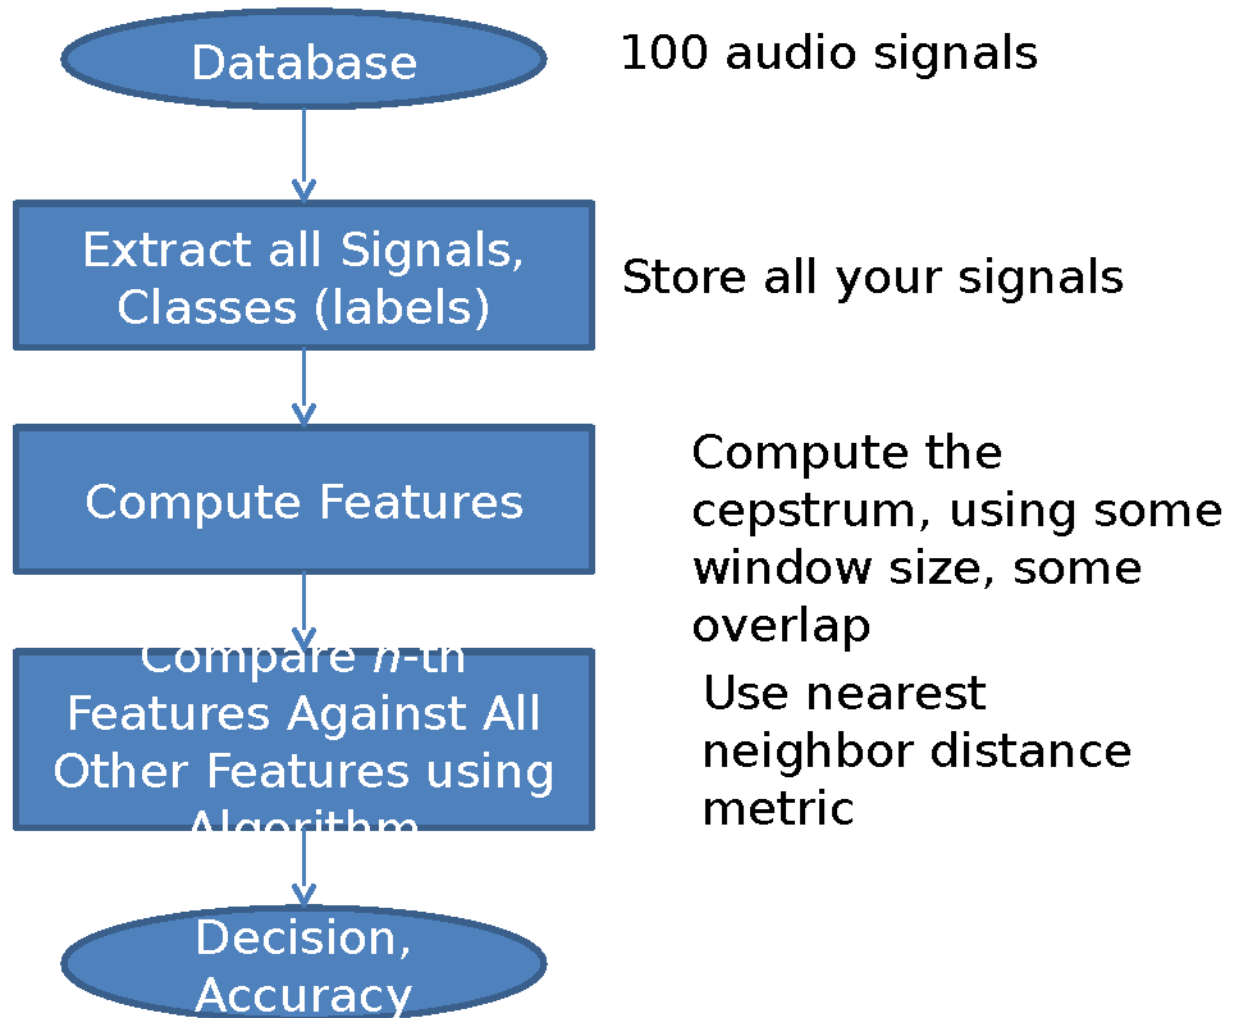 Database
100 audio signals
Extract all Signals,
Classes (labels)
Store all your signals
Compute Features
Compute the
cepstrum, using some
window size, some
overlap
Compare n-th
Features Against All
Other Features using
Algorithm
Use nearest
neighbor distance
metric
Decision,
Accuracy